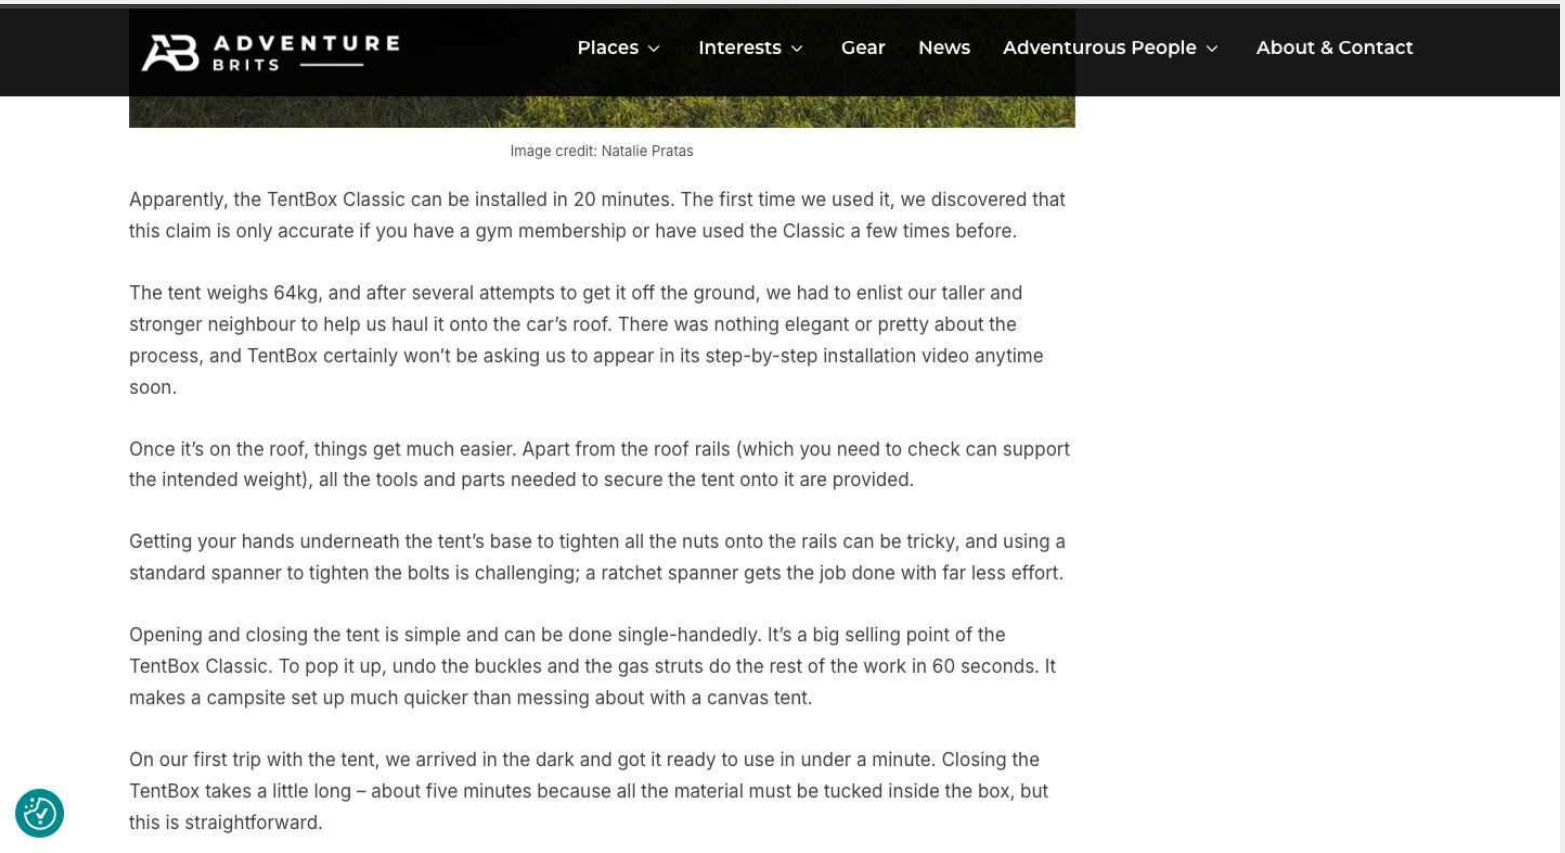 ADVENTURE
BRITS
Places
Interests
Gear
News
Adventurous People
About & Contact
Image credit: Natalie Pratas
Apparently, the TentBox Classic can be installed in 20 minutes. The first time we used it, we discovered that
this claim is only accurate if you have a gym membership or have used the Classic a few times before.
The tent weighs 64kg, and after several attempts to get it off the ground, we had to enlist our taller and
stronger neighbour to help us haul it onto the car’s roof. There was nothing elegant or pretty about the
process, and TentBox certainly won’t be asking us to appear in its step-by-step installation video anytime
soon.
Once it’s on the roof, things get much easier. Apart from the roof rails (which you need to check can support
the intended weight), all the tools and parts needed to secure the tent onto it are provided.
Getting your hands underneath the tent’s base to tighten all the nuts onto the rails can be tricky, and using a
standard spanner to tighten the bolts is challenging; a ratchet spanner gets the job done with far less effort.
Opening and closing the tent is simple and can be done single-handedly. It’s a big selling point of the
TentBox Classic. To pop it up, undo the buckles and the gas struts do the rest of the work in 60 seconds. It
makes a campsite set up much quicker than messing about with a canvas tent.
On our first trip with the tent, we arrived in the dark and got it ready to use in under a minute. Closing the
TentBox takes a little long – about five minutes because all the material must be tucked inside the box, but
this is straightforward.